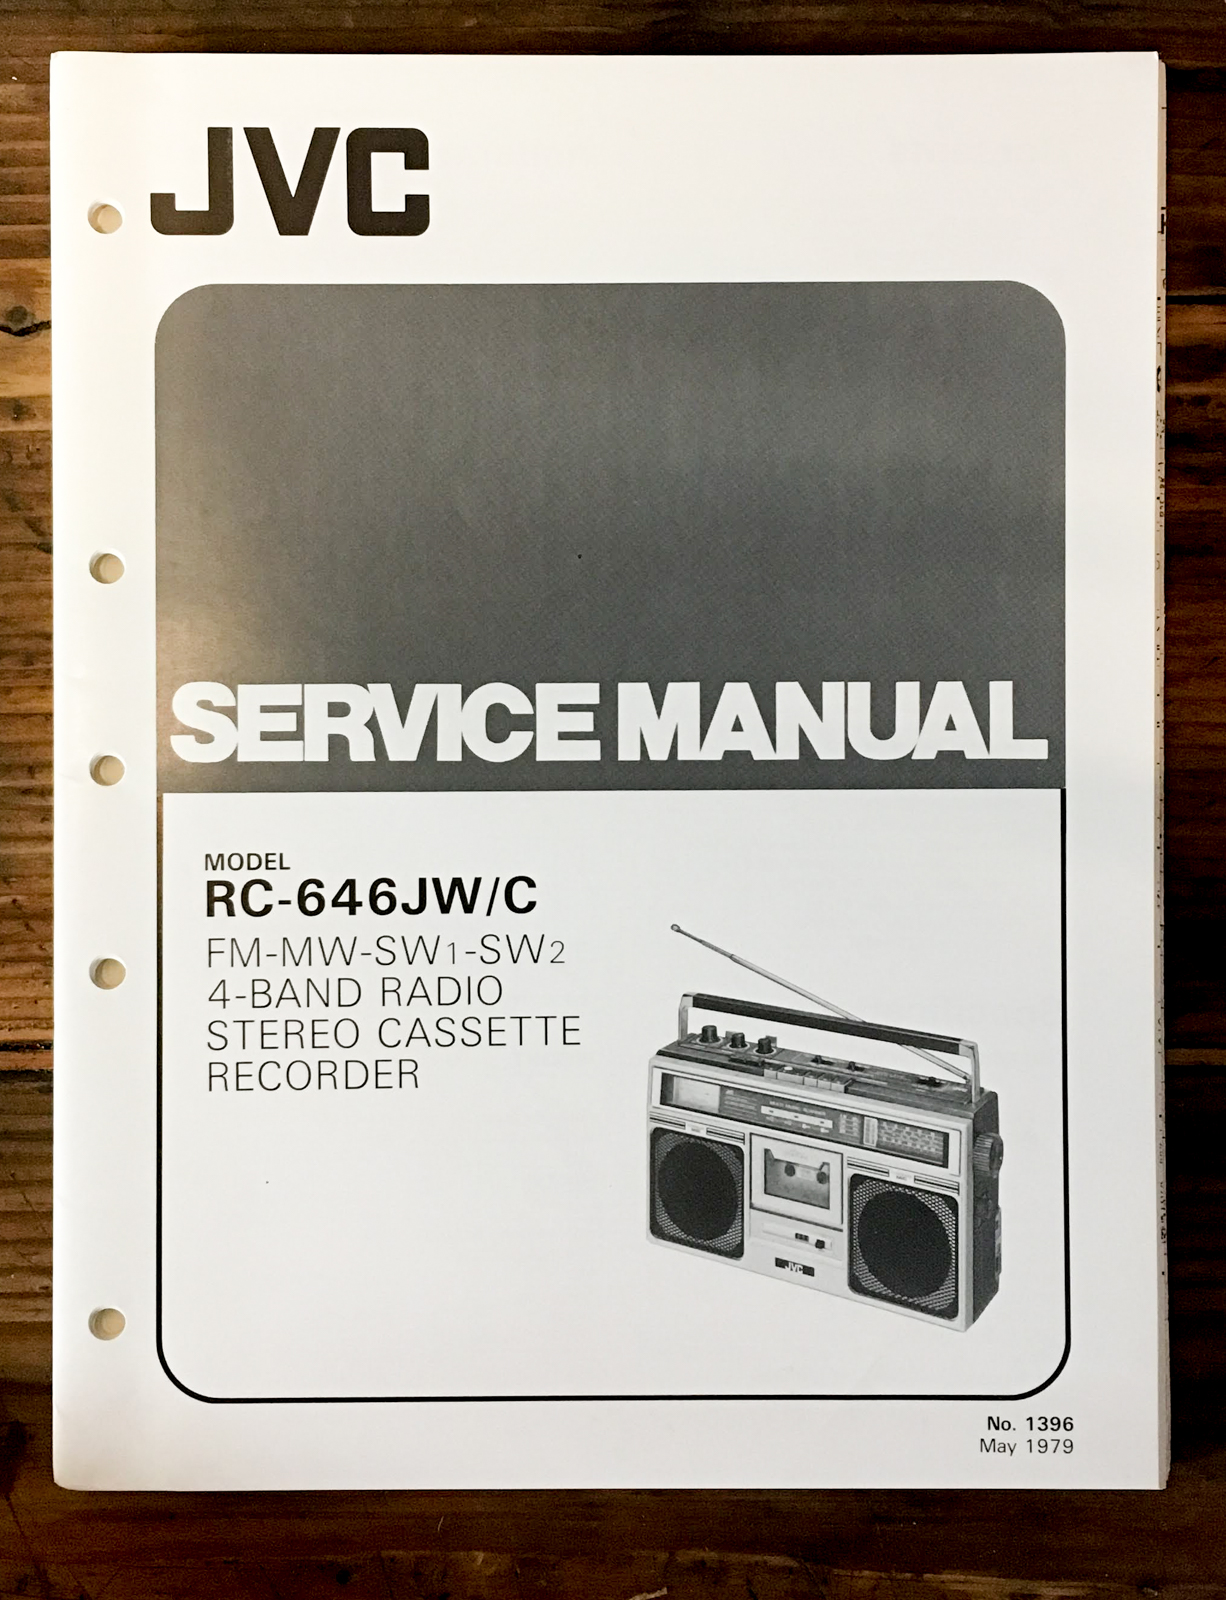 JVC
SERVICE MANUAL
MODEL
RC-646JW/C
FM-MW-SW1-SW2
4-BAND RADIO
STEREO CASSETTE
RECORDER
JVC
No. 1396
May 1979